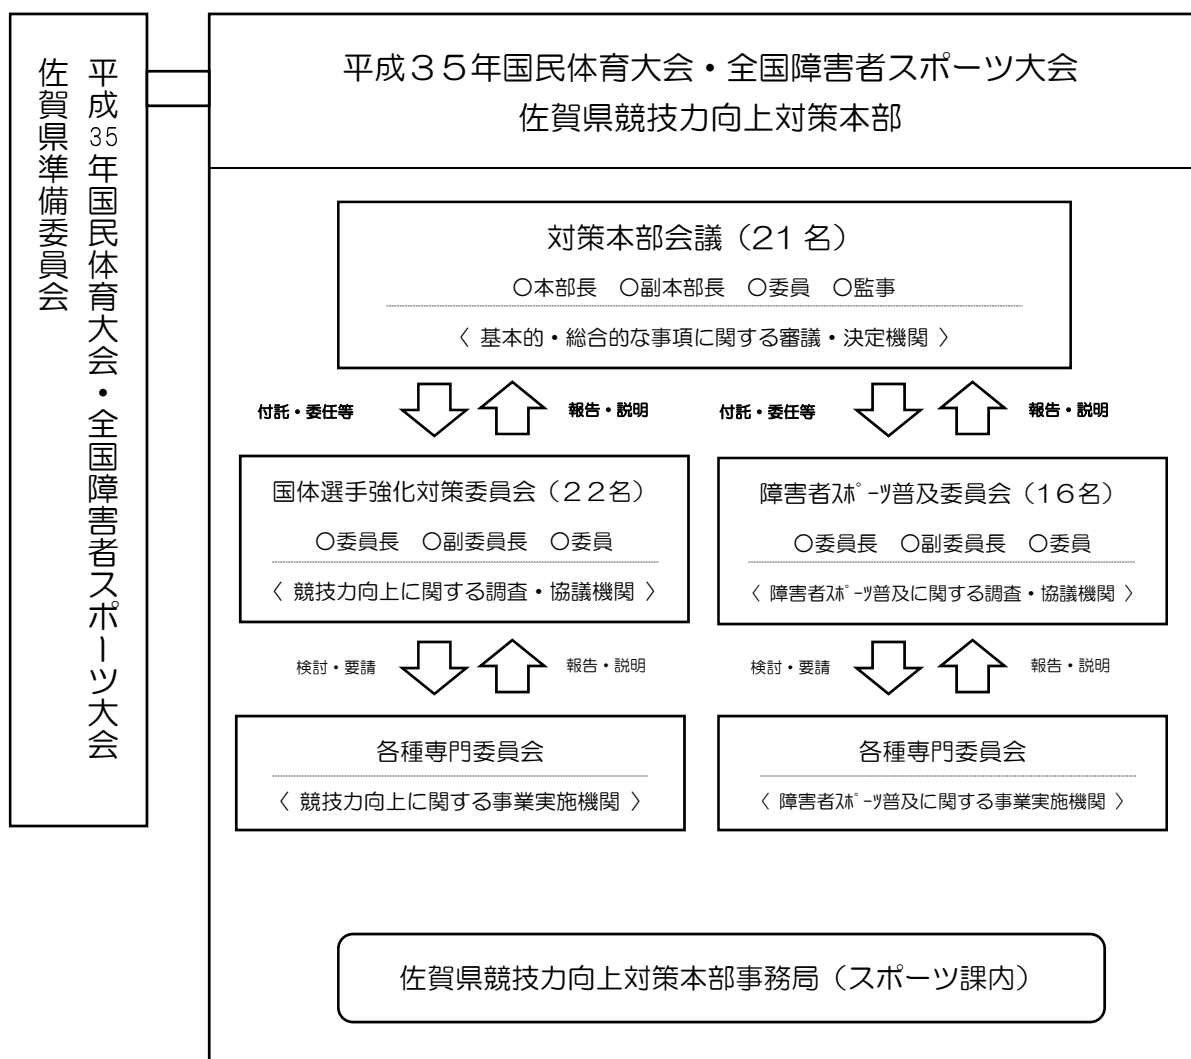 平成35年国民体育大会・全国障害者スポーツ大会
佐賀県準備委員会
平成３５年国民体育大会・全国障害者スポーツ大会
佐賀県競技力向上対策本部
対策本部会議（21名）
○本部長　○副本部長　○委員　○監事
〈 基本的・総合的な事項に関する審議・決定機関 〉
付託・委任等
報告・説明
付託・委任等
報告・説明
国体選手強化対策委員会（２２名）
○委員長　○副委員長　○委員
〈 競技力向上に関する調査・協議機関 〉
障害者ｽﾎﾟｰﾂ普及委員会（16名）
○委員長　○副委員長　○委員
〈 障害者ｽﾎﾟｰﾂ普及に関する調査・協議機関 〉
検討・要請
報告・説明
検討・要請
報告・説明
各種専門委員会
〈 競技力向上に関する事業実施機関 〉
各種専門委員会
〈 障害者ｽﾎﾟｰﾂ普及に関する事業実施機関 〉
佐賀県競技力向上対策本部事務局（スポーツ課内）